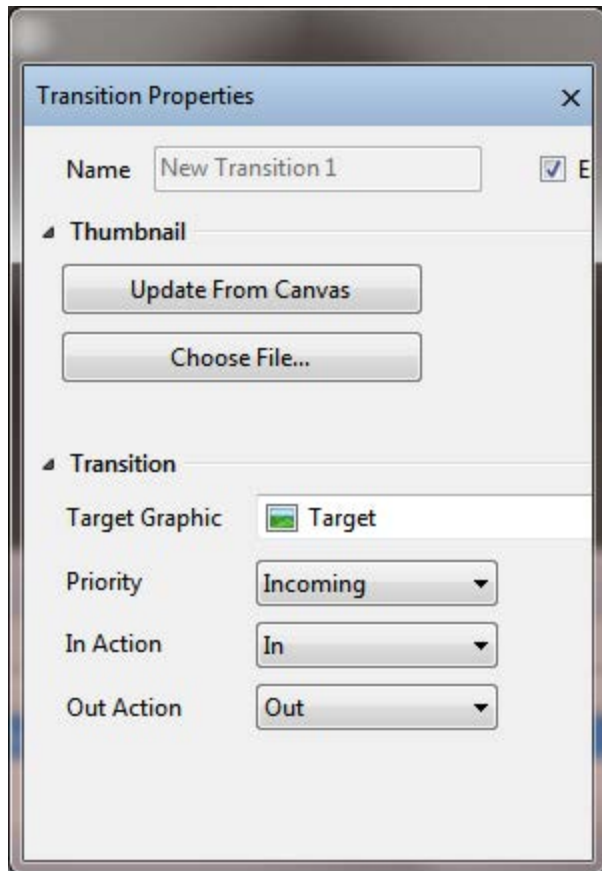 Transition Properties
Name New Transition 1 E
Thumbnail
Update From Canvas
Choose File...
Transition
Target Graphic Target
Priority Incoming
In Action In
Out Action Out